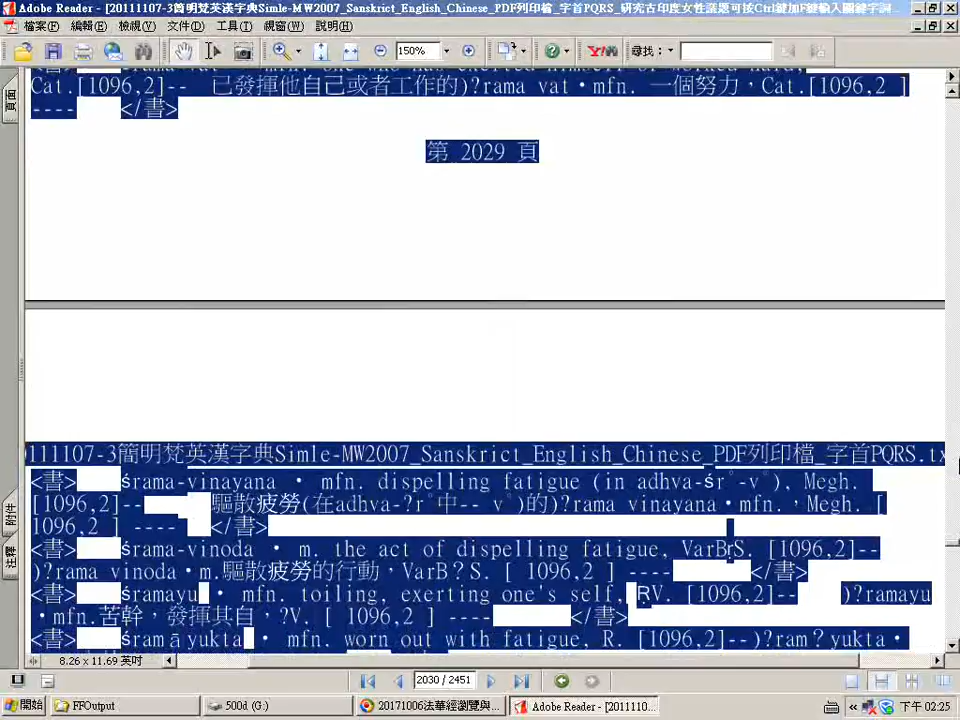 Adobe Reader - [20111107-3簡明梵英漢字典Simle-MW2007_Sanskrict_English_Chinese_PDF列印檔_字首PQRS_研究古印度女性議題可按Ctrl鍵加F鍵輸入關鍵字詞...
檔案(F) 編輯(E) 檢視(V) 文件(D) 工具(T) 視窗(W) 說明(H)
150% 尋找：
頁面
Cat.[1096,2]-- 已發揮他自己或者工作的)?rama vat‧mfn. 一個努力，Cat.[1096,2 ]
---- </書>
第 2029 頁
111107-3簡明梵英漢字典Simle-MW2007_Sanskrict_English_Chinese_PDF列印檔_字首PQRS.tx
<書> śrama-vinayana ‧ mfn. dispelling fatigue (in adhva-śr°-v°), Megh.
[1096,2]-- 驅散疲勞(在adhva-?r°中-- v°)的)?rama vinayana‧mfn.，Megh. [
1096,2 ] ---- </書>
<書> śrama-vinoda ‧ m. the act of dispelling fatigue, VarBṛS. [1096,2]--
)?rama vinoda‧m.驅散疲勞的行動，VarB？S. [ 1096,2 ] ---- </書>
<書> śramayu ‧ mfn. toiling, exerting one's self, ṚV. [1096,2]-- )?ramayu
‧mfn.苦幹，發揮其自，?V. [ 1096,2 ] ---- </書>
<書> śramāyukta ‧ mfn. worn out with fatigue, R. [1096,2]--)?ram？yukta‧
附件
注釋
8.26 x 11.69 英吋
2030 / 2451
開始 FFOutput 500d (G:) 20171006法華經瀏覽與... Adobe Reader - [2011110... 下午 02:25